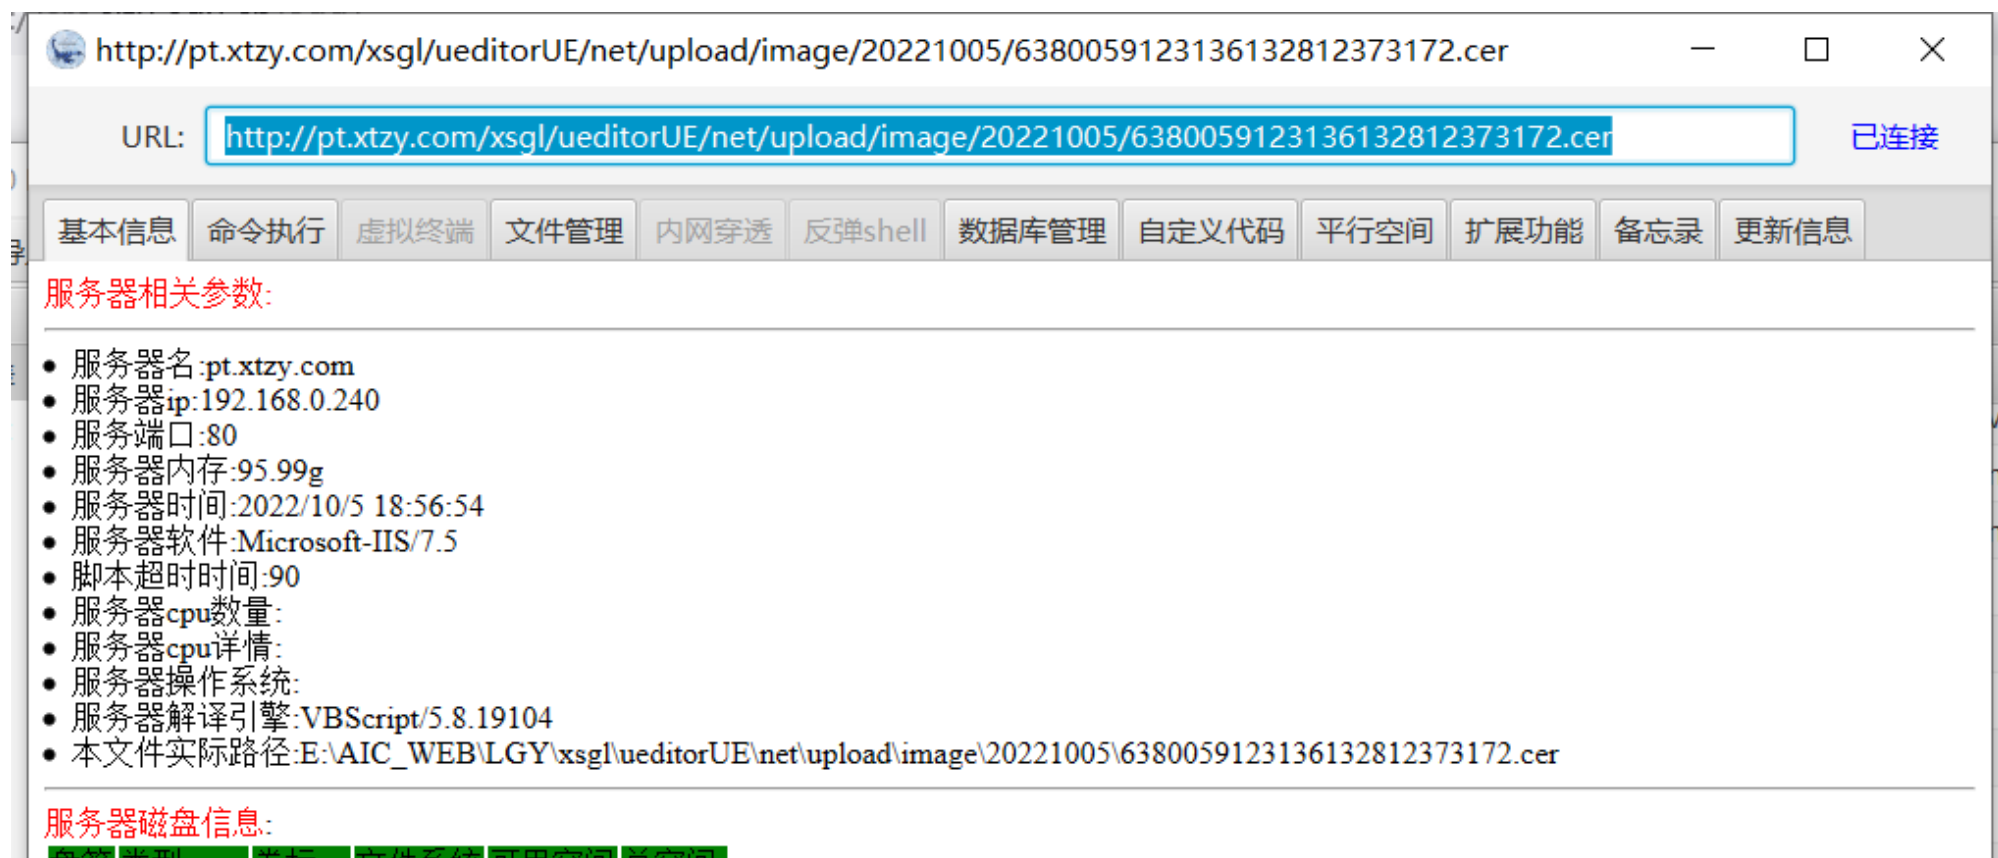 http://pt.xtzy.com/xsgl/ueditorUE/net/upload/image/20221005/6380059123136132812373172.cer
URL: http://pt.xtzy.com/xsgl/ueditorUE/net/upload/image/20221005/6380059123136132812373172.cer 已连接
基本信息 命令执行 虚拟终端 文件管理 内网穿透 反弹shell 数据库管理 自定义代码 平行空间 扩展功能 备忘录 更新信息
服务器相关参数:
服务器名:pt.xtzy.com
服务器ip:192.168.0.240
服务端口:80
服务器内存:95.99g
服务器时间:2022/10/5 18:56:54
服务器软件:Microsoft-IIS/7.5
脚本超时时间:90
服务器cpu数量:
服务器cpu详情:
服务器操作系统:
服务器解译引擎:VBScript/5.8.19104
本文件实际路径:E:\AIC_WEB\LGY\xsgl\ueditorUE\net\upload\image\20221005\6380059123136132812373172.cer
服务器磁盘信息: